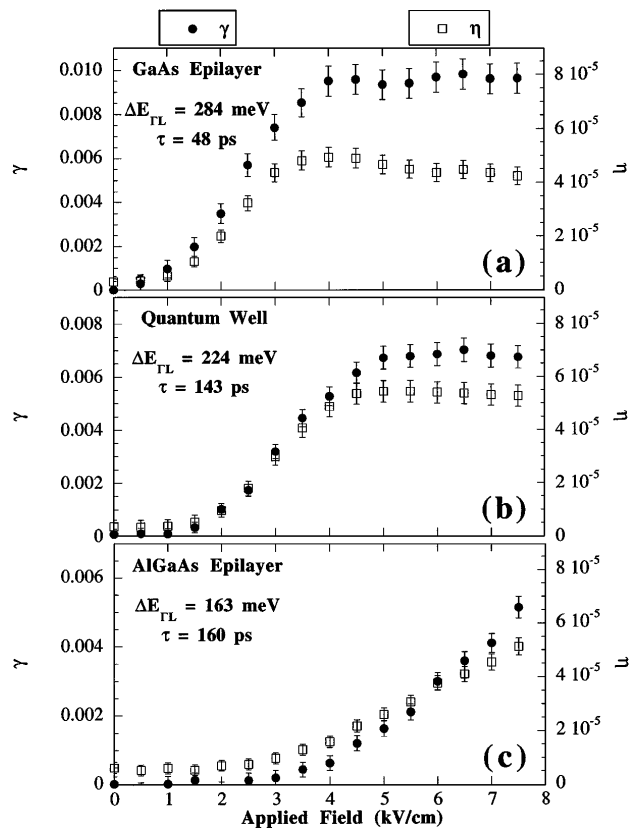 γ η
0.010 8 10⁻⁵
GaAs Epilayer
0.008
ΔE_ΓL = 284 meV 6 10⁻⁵
τ = 48 ps
0.006
γ 4 10⁻⁵ η
0.004
2 10⁻⁵
0.002
(a)
0 0
0.008 Quantum Well 8 10⁻⁵
ΔE_ΓL = 224 meV
0.006 τ = 143 ps 6 10⁻⁵
γ 0.004 4 10⁻⁵ η
0.002 2 10⁻⁵
(b)
0 0
0.006 AlGaAs Epilayer 8 10⁻⁵
ΔE_ΓL = 163 meV
τ = 160 ps 6 10⁻⁵
0.004
γ 4 10⁻⁵ η
0.002
2 10⁻⁵
(c)
0 0
0 1 2 3 4 5 6 7 8
Applied Field (kV/cm)